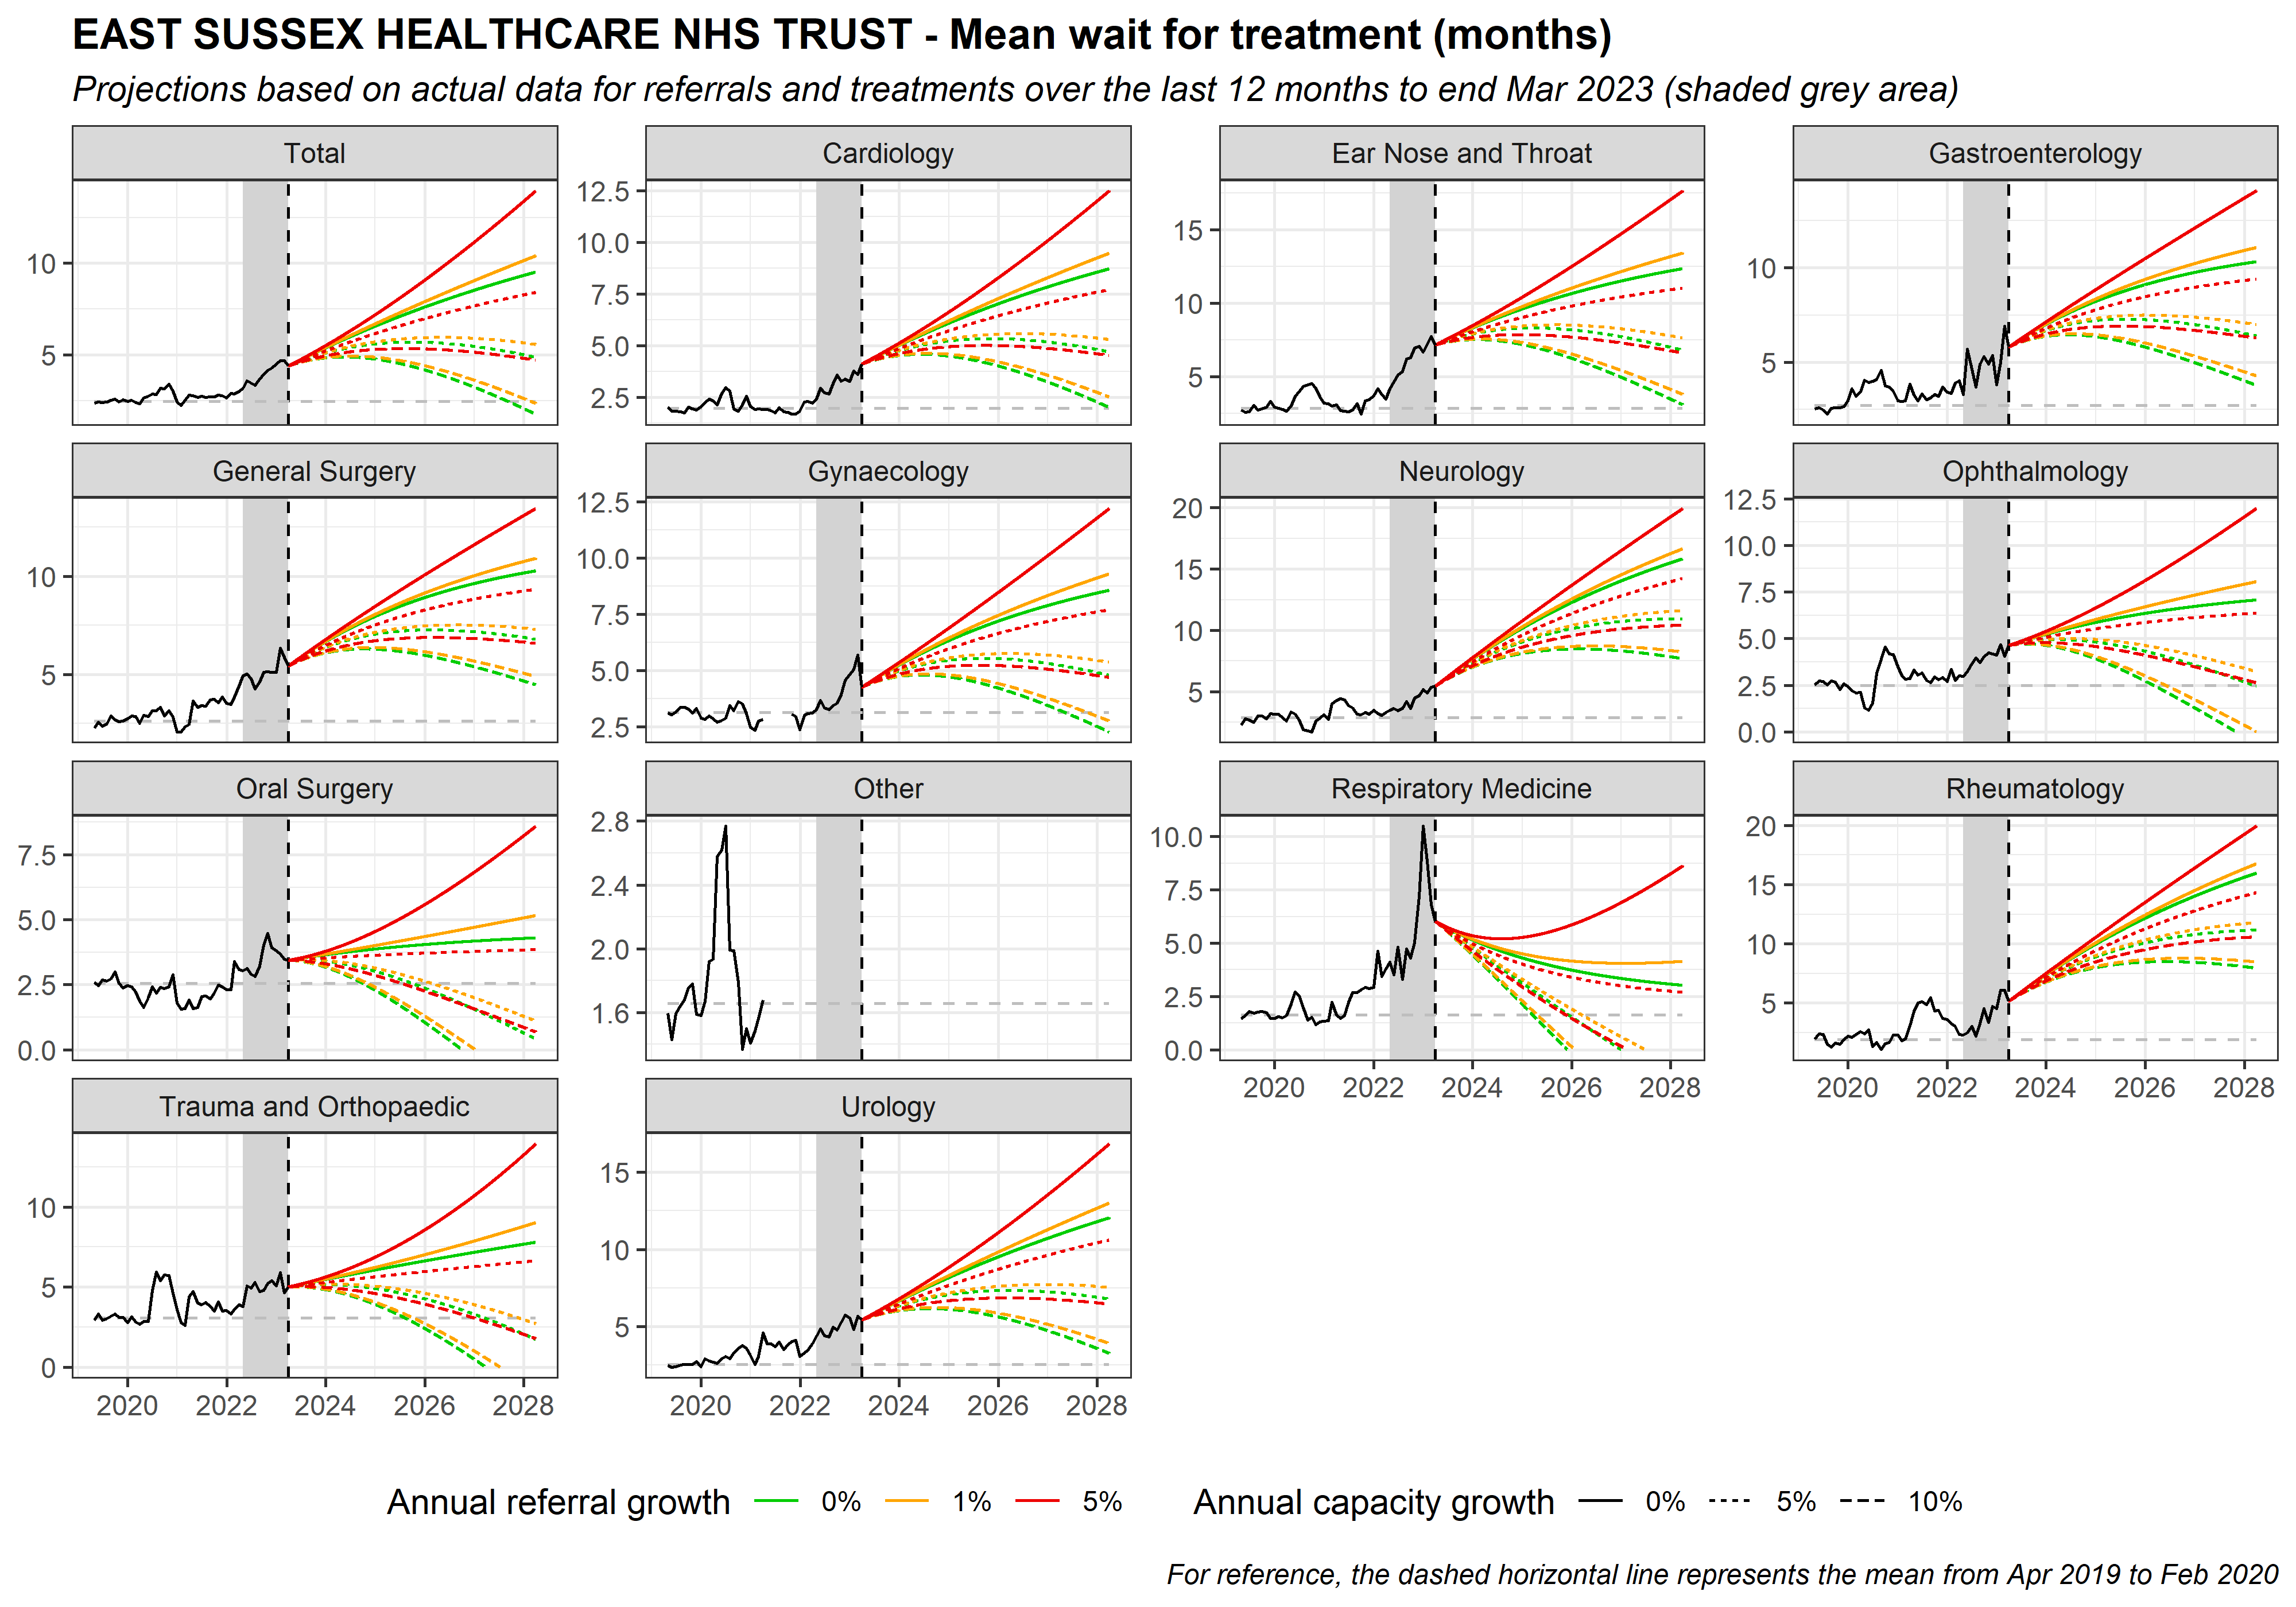 EAST SUSSEX HEALTHCARE NHS TRUST - Mean wait for treatment (months)
Projections based on actual data for referrals and treatments over the last 12 months to end Mar 2023 (shaded grey area)
Total
10
5
Cardiology
12.5
10.0
7.5
5.0
2.5
Ear Nose and Throat
15
10
5
Gastroenterology
10
5
General Surgery
10
5
Gynaecology
12.5
10.0
7.5
5.0
2.5
Neurology
20
15
10
5
Ophthalmology
12.5
10.0
7.5
5.0
2.5
0.0
Oral Surgery
7.5
5.0
2.5
0.0
Other
2.8
2.4
2.0
1.6
Respiratory Medicine
10.0
7.5
5.0
2.5
0.0
2020 2022 2024 2026 2028
Rheumatology
20
15
10
5
2020 2022 2024 2026 2028
Trauma and Orthopaedic
10
5
0
2020 2022 2024 2026 2028
Urology
15
10
5
2020 2022 2024 2026 2028
Annual referral growth 0% 1% 5%
Annual capacity growth 0% 5% 10%
For reference, the dashed horizontal line represents the mean from Apr 2019 to Feb 2020